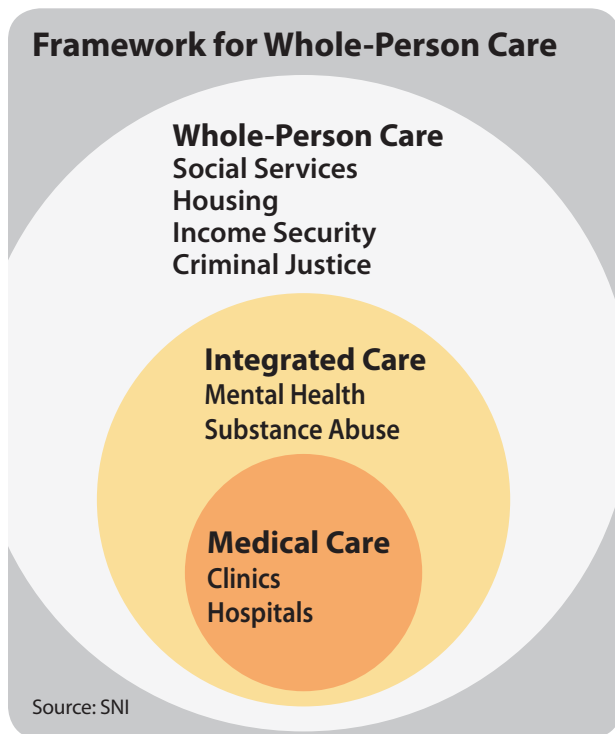 Framework for Whole-Person Care
Whole-Person Care
Social Services
Housing
Income Security
Criminal Justice
Integrated Care
Mental Health
Substance Abuse
Medical Care
Clinics
Hospitals
Source: SNI